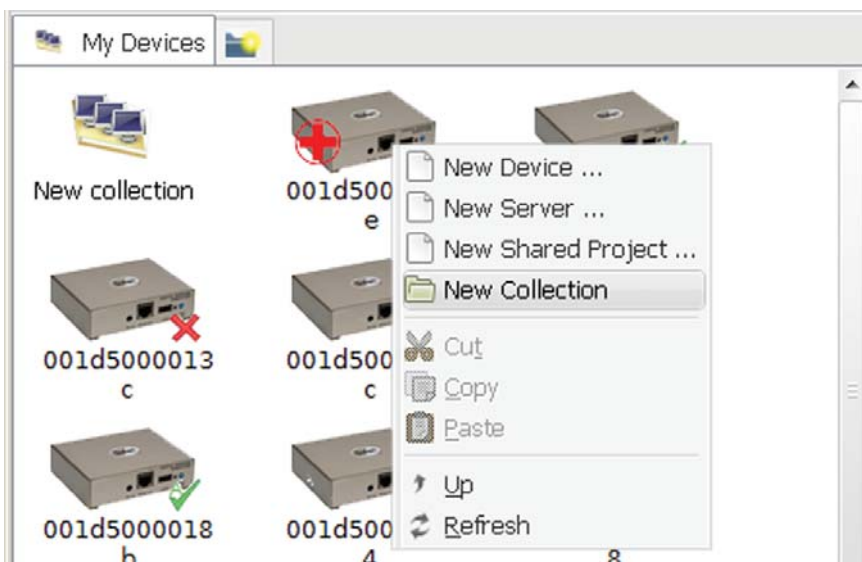 My Devices
New collection
001d500
e
001d5000013
c
001d500
c
001d5000018
b
001d500
4
8
New Device ...
New Server ...
New Shared Project ...
New Collection
Cut
Copy
Paste
Up
Refresh